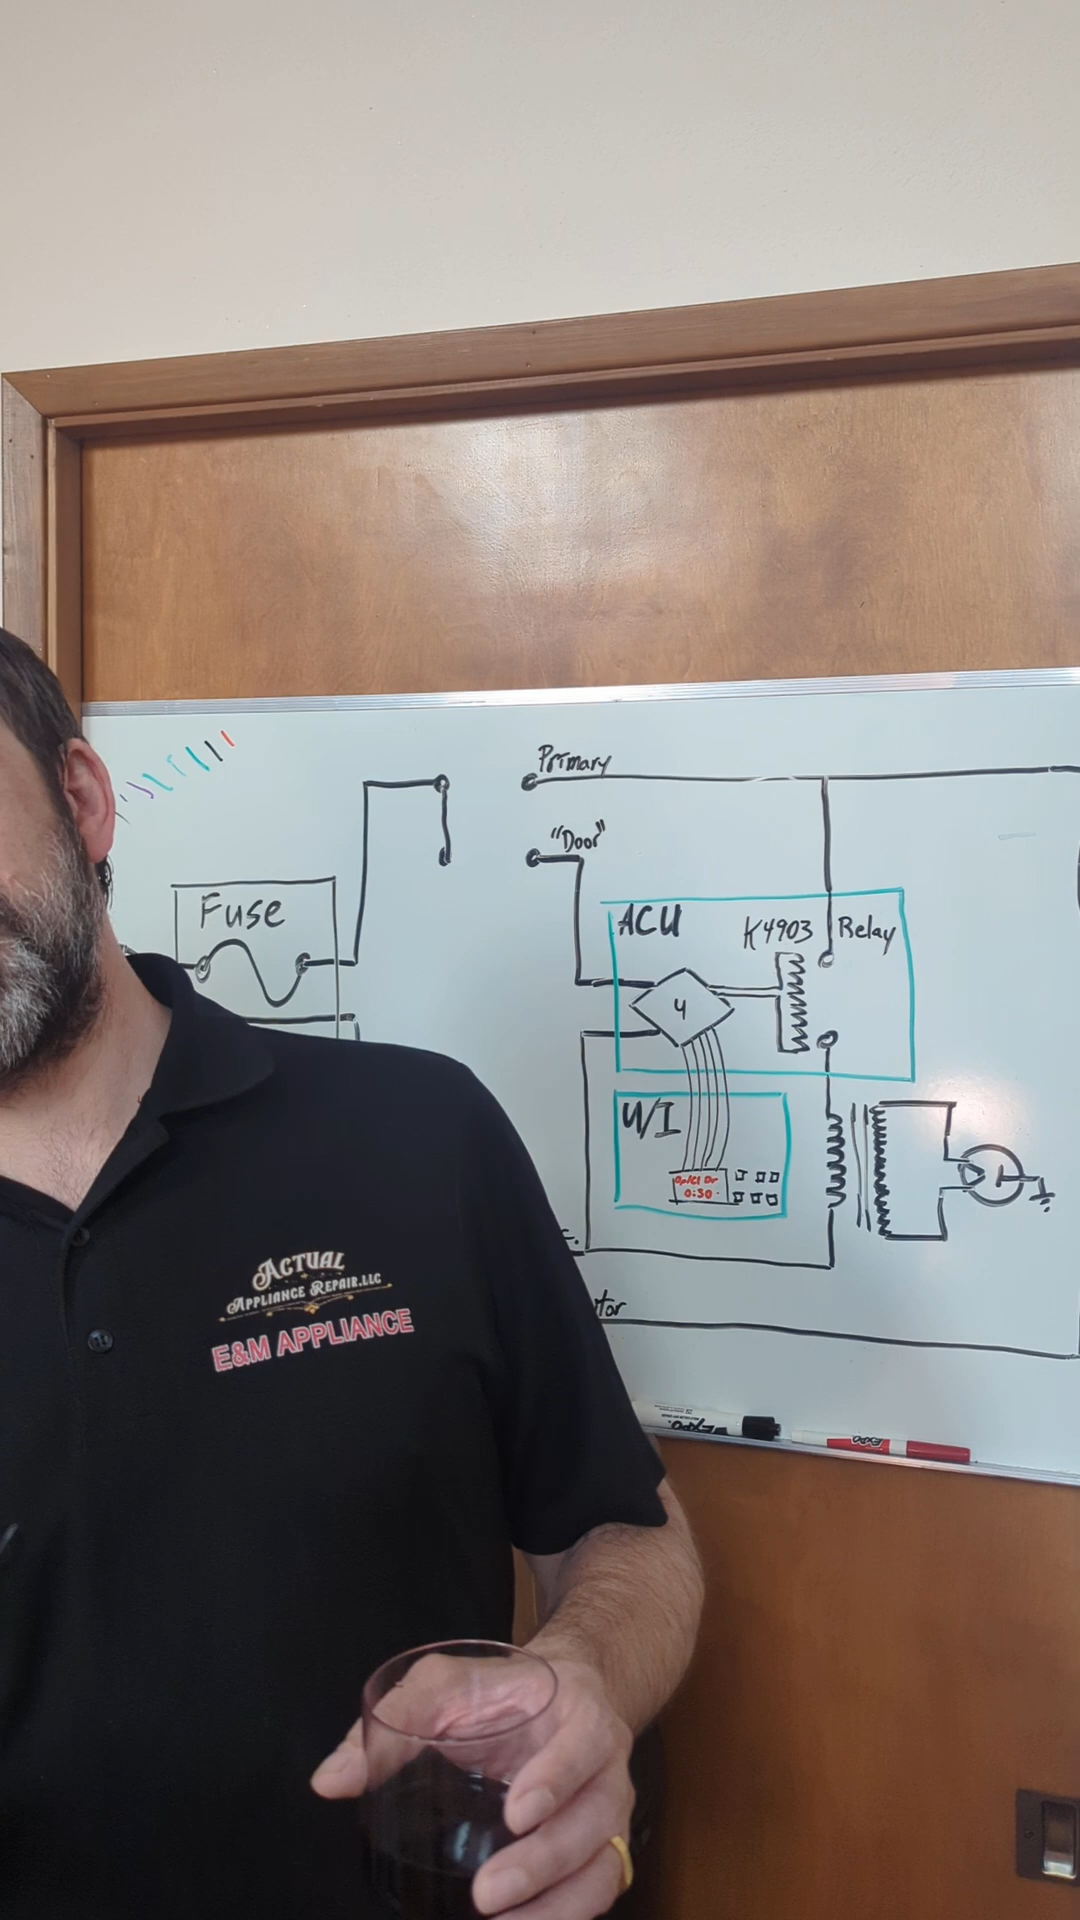 Primary
"Door"
Fuse
ACU
K4903
Relay
4
U/I
Op/Cl Dr
0:30
C.
tor
ACTUAL
APPLIANCE REPAIR.LLC
E&M APPLIANCE
EXPO.
EXPO